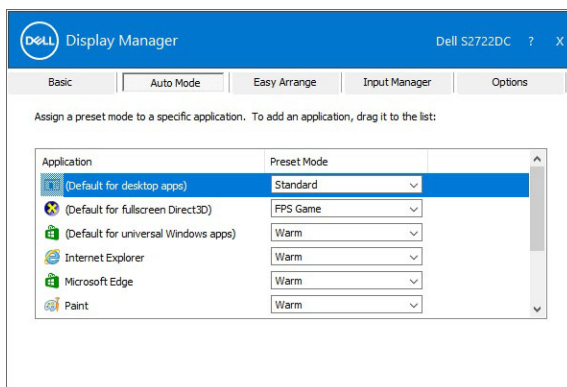 DELL Display Manager Dell S2722DC ? X
Basic Auto Mode Easy Arrange Input Manager Options
Assign a preset mode to a specific application. To add an application, drag it to the list:
Application Preset Mode
(Default for desktop apps) Standard
(Default for fullscreen Direct3D) FPS Game
(Default for universal Windows apps) Warm
Internet Explorer Warm
Microsoft Edge Warm
Paint Warm